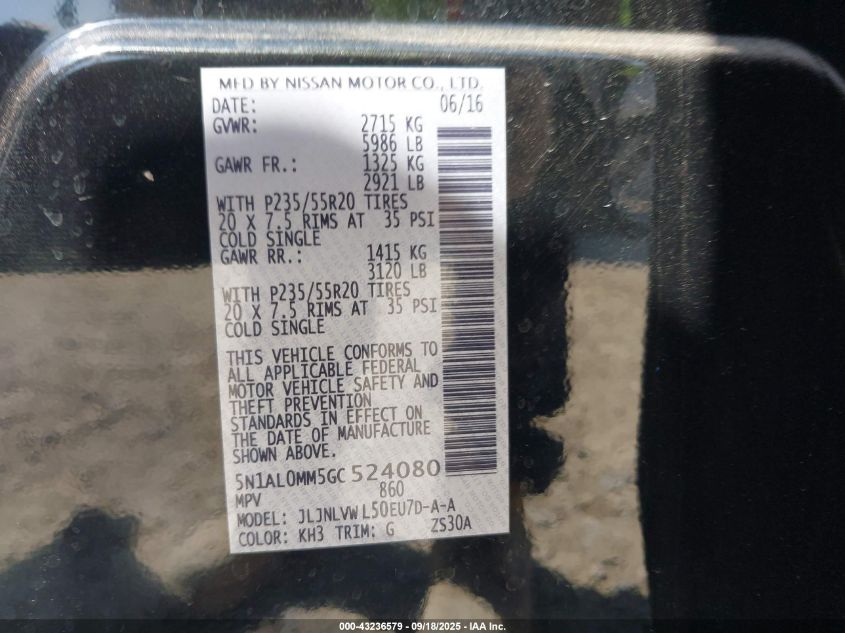 MFD BY NISSAN MOTOR CO., LTD.
DATE: 06/16
GVWR: 2715 KG
5986 LB
GAWR FR.: 1325 KG
2921 LB
WITH P235/55R20 TIRES
20 X 7.5 RIMS AT 35 PSI
COLD SINGLE
GAWR RR.: 1415 KG
3120 LB
WITH P235/55R20 TIRES
20 X 7.5 RIMS AT 35 PSI
COLD SINGLE
THIS VEHICLE CONFORMS TO
ALL APPLICABLE FEDERAL
MOTOR VEHICLE SAFETY AND
THEFT PREVENTION
STANDARDS IN EFFECT ON
THE DATE OF MANUFACTURE
SHOWN ABOVE.
5N1AL0MM5GC 524080
MPV 860
MODEL: JLJNLVW L50EU7D-A-A
COLOR: KH3 TRIM: G ZS30A
000-43236579 — 09/18/2025 — IAA Inc.